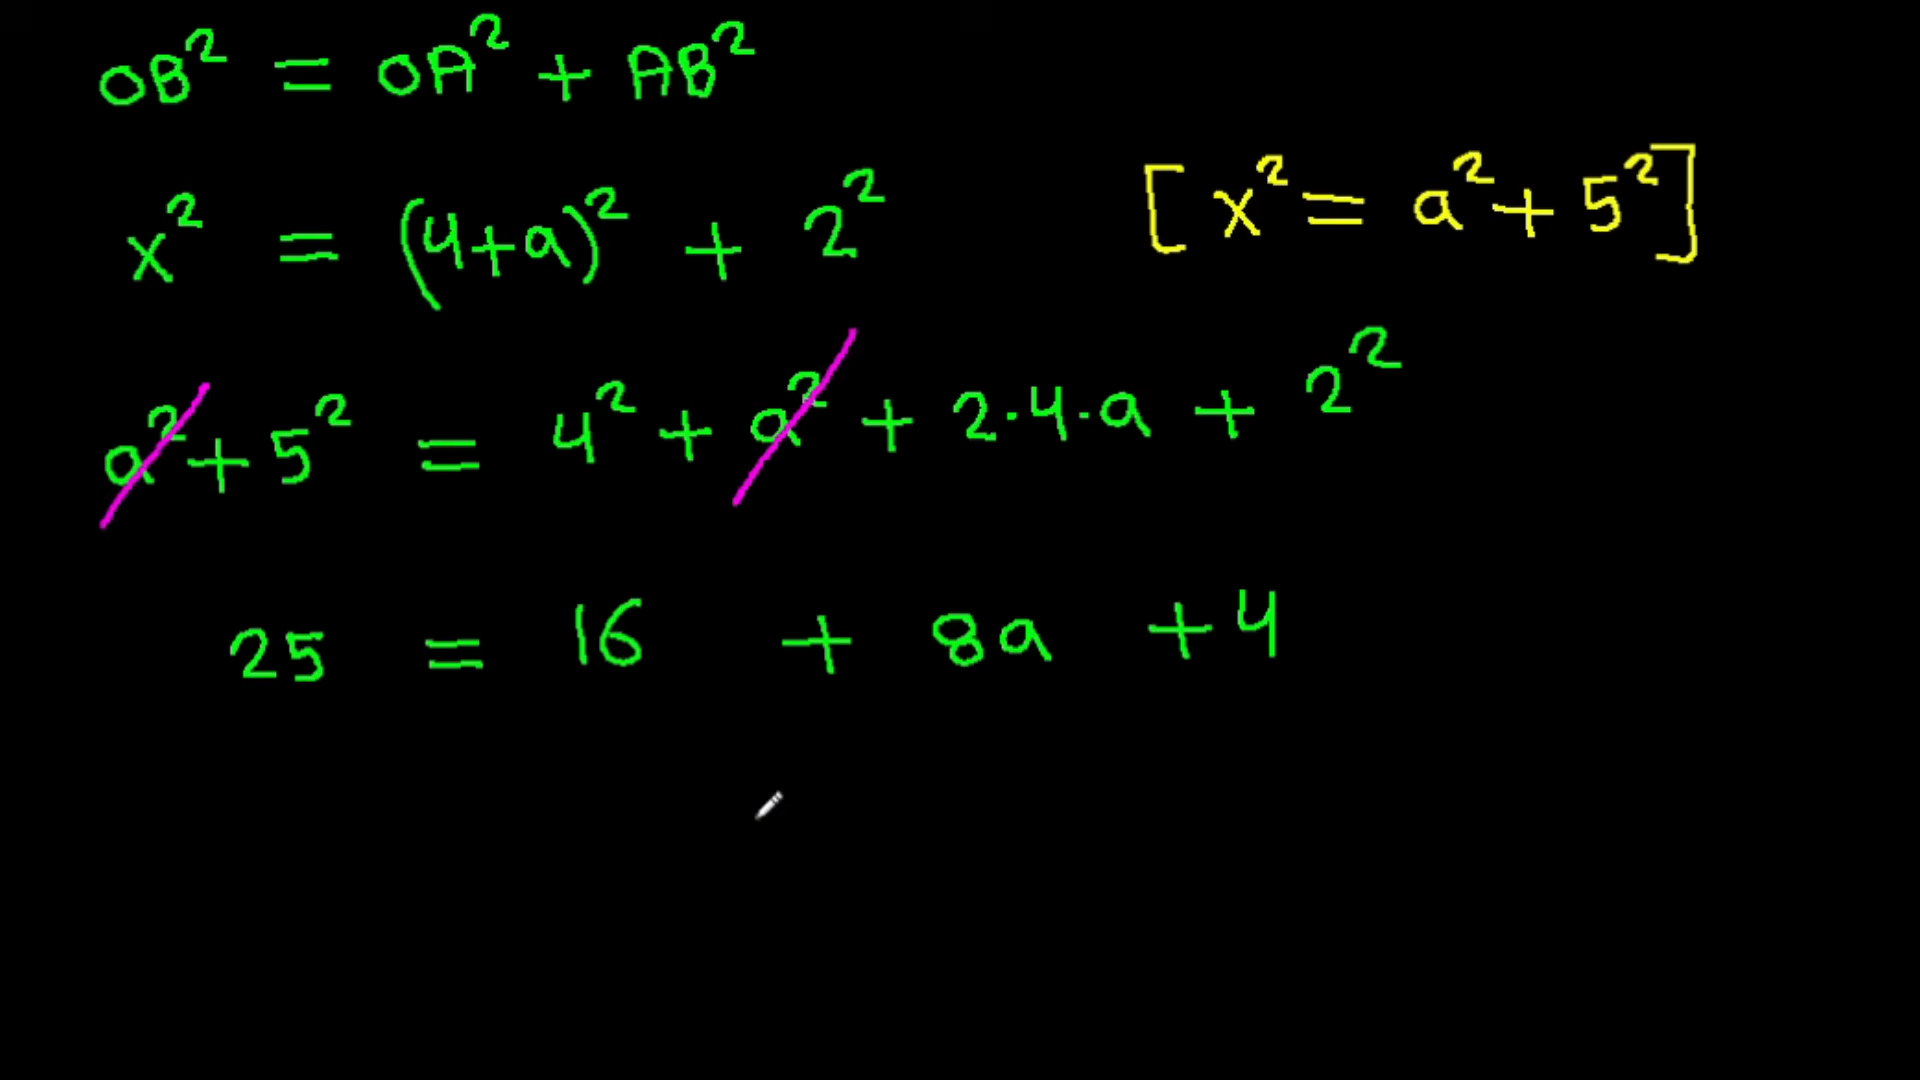 OB² = OA² + AB²
x² = (4+a)² + 2²
[x² = a² + 5²]
a² + 5² = 4² + a² + 2·4·a + 2²
25 = 16 + 8a + 4